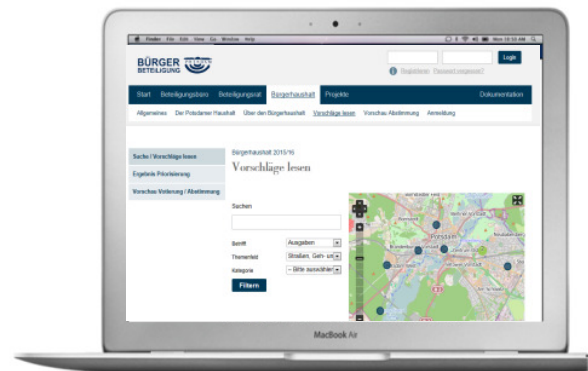 Finder File Edit View Go Window Help
Mon 10:53 AM
BÜRGER
BETEILIGUNG
Login
Registrieren Passwort vergessen?
Start Beteiligungsbüro Beteiligungsrat Bürgerhaushalt Projekte Dokumentation
Allgemeines Der Potsdamer Haushalt Über den Bürgerhaushalt Vorschläge lesen Vorschau Abstimmung Anmeldung
Suche / Vorschläge lesen
Ergebnis Priorisierung
Vorschau Votierung / Abstimmung
Bürgerhaushalt 2015/16
Vorschläge lesen
Suchen
Betrifft Ausgaben
Themenfeld Straßen, Geh- un
Kategorie -- Bitte auswählen
Filtern
Potsdam
MacBook Air